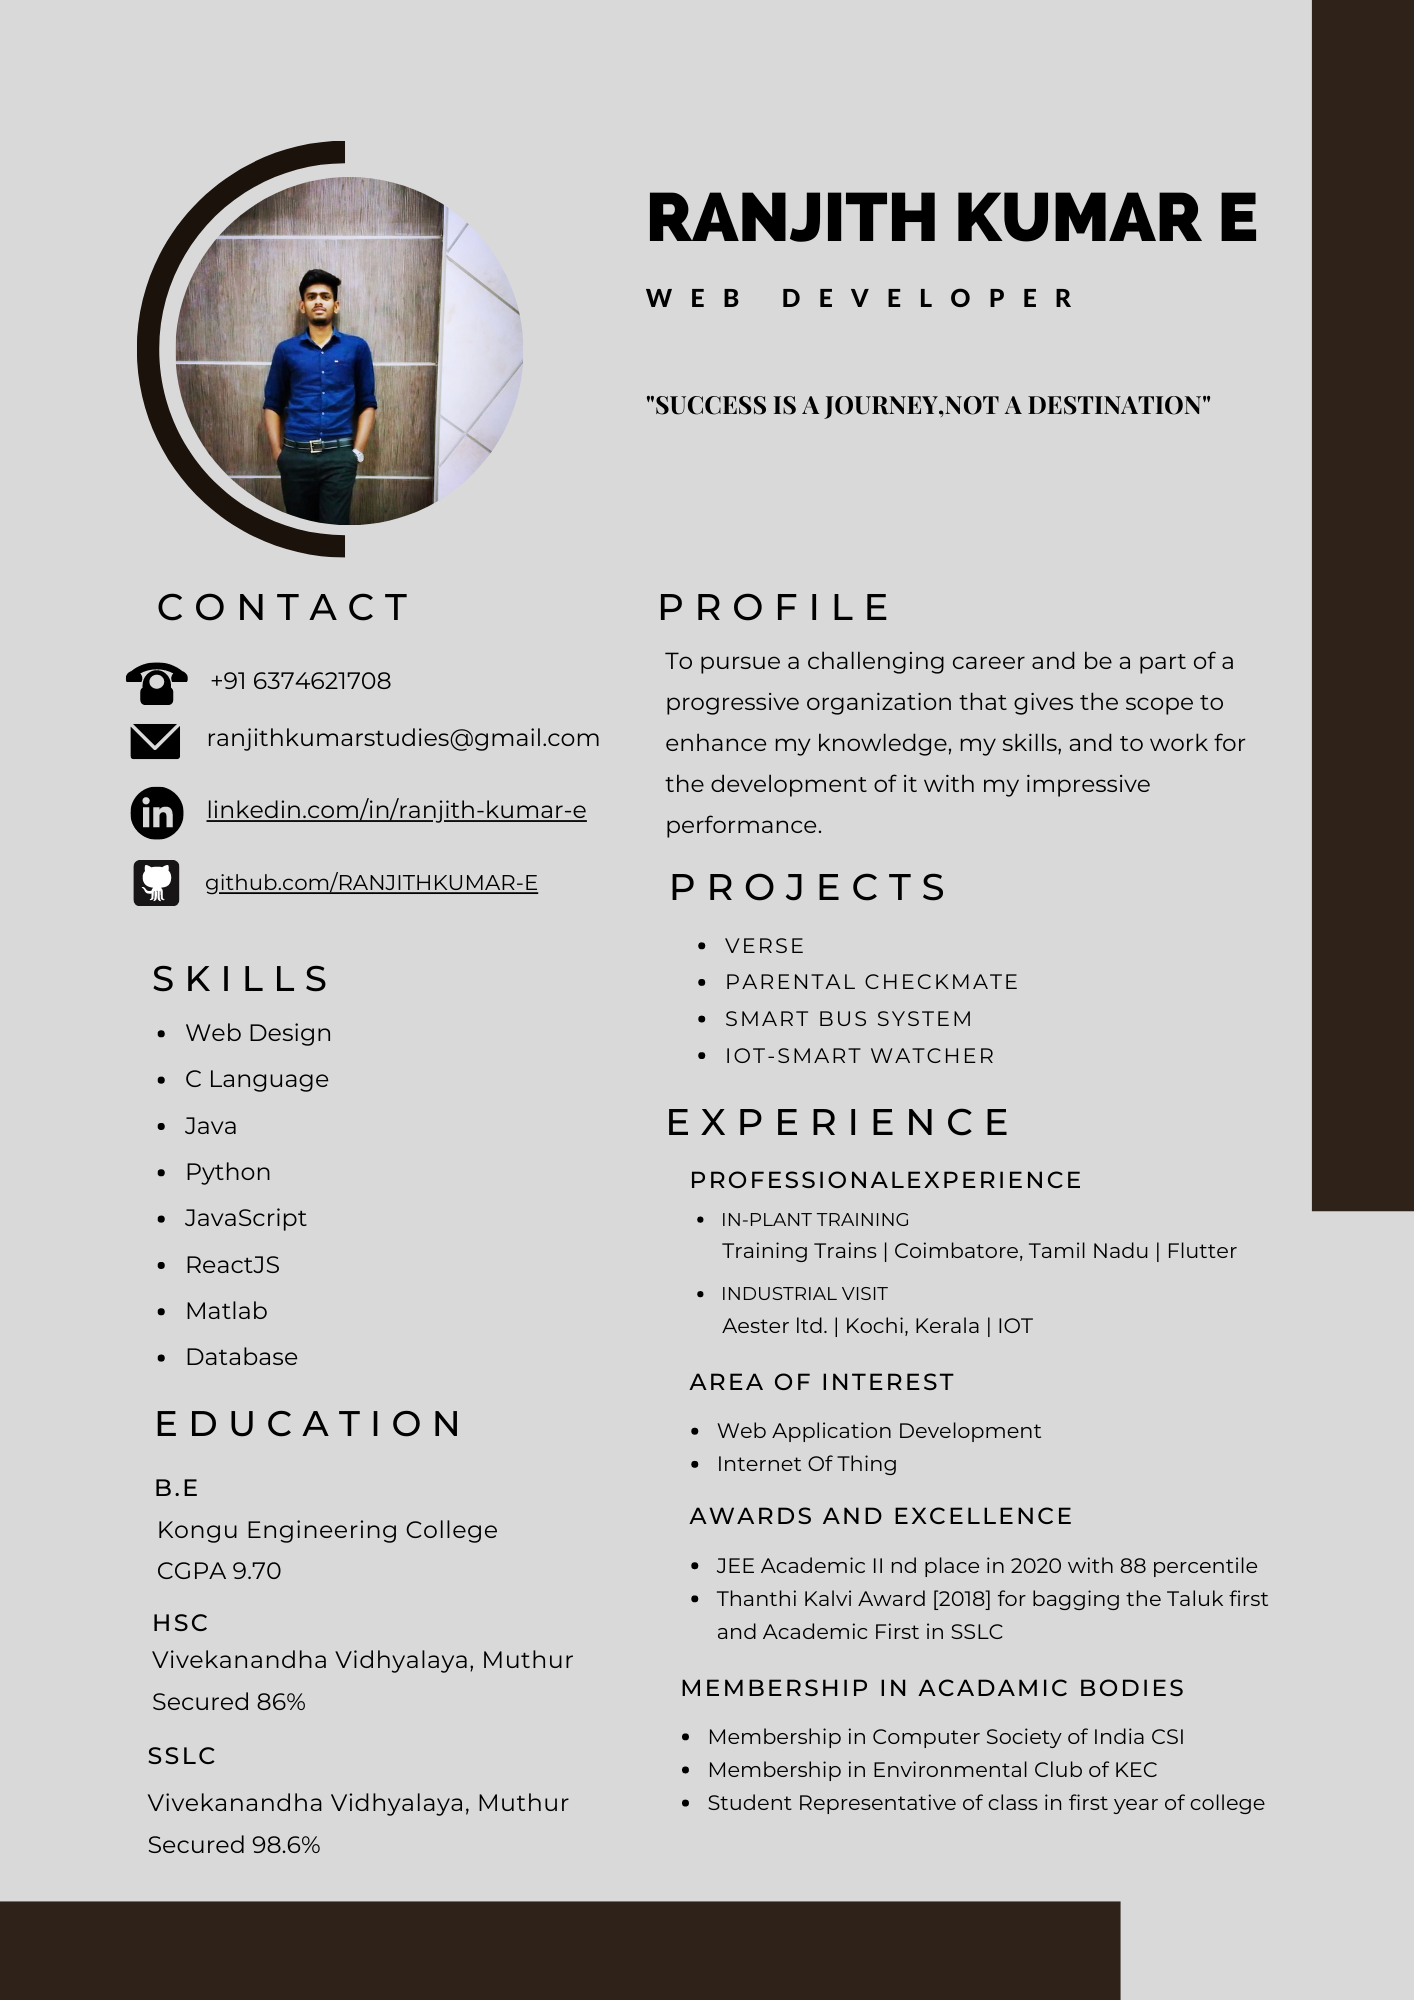 RANJITH KUMAR E
WEB DEVELOPER
"SUCCESS IS A JOURNEY,NOT A DESTINATION"
CONTACT
+91 6374621708
ranjithkumarstudies@gmail.com
linkedin.com/in/ranjith-kumar-e
github.com/RANJITHKUMAR-E
SKILLS
Web Design
C Language
Java
Python
JavaScript
ReactJS
Matlab
Database
EDUCATION
B.E
Kongu Engineering College
CGPA 9.70
HSC
Vivekanandha Vidhyalaya, Muthur
Secured 86%
SSLC
Vivekanandha Vidhyalaya, Muthur
Secured 98.6%
PROFILE
To pursue a challenging career and be a part of a
progressive organization that gives the scope to
enhance my knowledge, my skills, and to work for
the development of it with my impressive
performance.
PROJECTS
VERSE
PARENTAL CHECKMATE
SMART BUS SYSTEM
IOT-SMART WATCHER
EXPERIENCE
PROFESSIONALEXPERIENCE
IN-PLANT TRAINING
Training Trains | Coimbatore, Tamil Nadu | Flutter
INDUSTRIAL VISIT
Aester ltd. | Kochi, Kerala | IOT
AREA OF INTEREST
Web Application Development
Internet Of Thing
AWARDS AND EXCELLENCE
JEE Academic II nd place in 2020 with 88 percentile
Thanthi Kalvi Award [2018] for bagging the Taluk first
and Academic First in SSLC
MEMBERSHIP IN ACADAMIC BODIES
Membership in Computer Society of India CSI
Membership in Environmental Club of KEC
Student Representative of class in first year of college